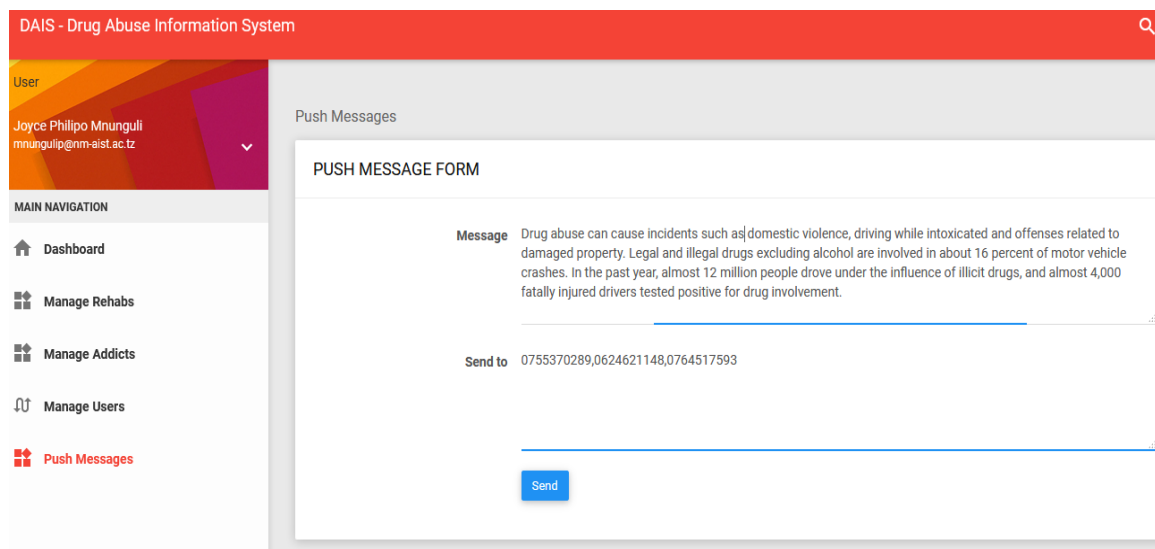 DAIS - Drug Abuse Information System
User
Joyce Philipo Mnunguli
mnungulip@nm-aist.ac.tz
MAIN NAVIGATION
Dashboard
Manage Rehabs
Manage Addicts
Manage Users
Push Messages
Push Messages
PUSH MESSAGE FORM
Message
Drug abuse can cause incidents such as domestic violence, driving while intoxicated and offenses related to
damaged property. Legal and illegal drugs excluding alcohol are involved in about 16 percent of motor vehicle
crashes. In the past year, almost 12 million people drove under the influence of illicit drugs, and almost 4,000
fatally injured drivers tested positive for drug involvement.
Send to
0755370289,0624621148,0764517593
Send